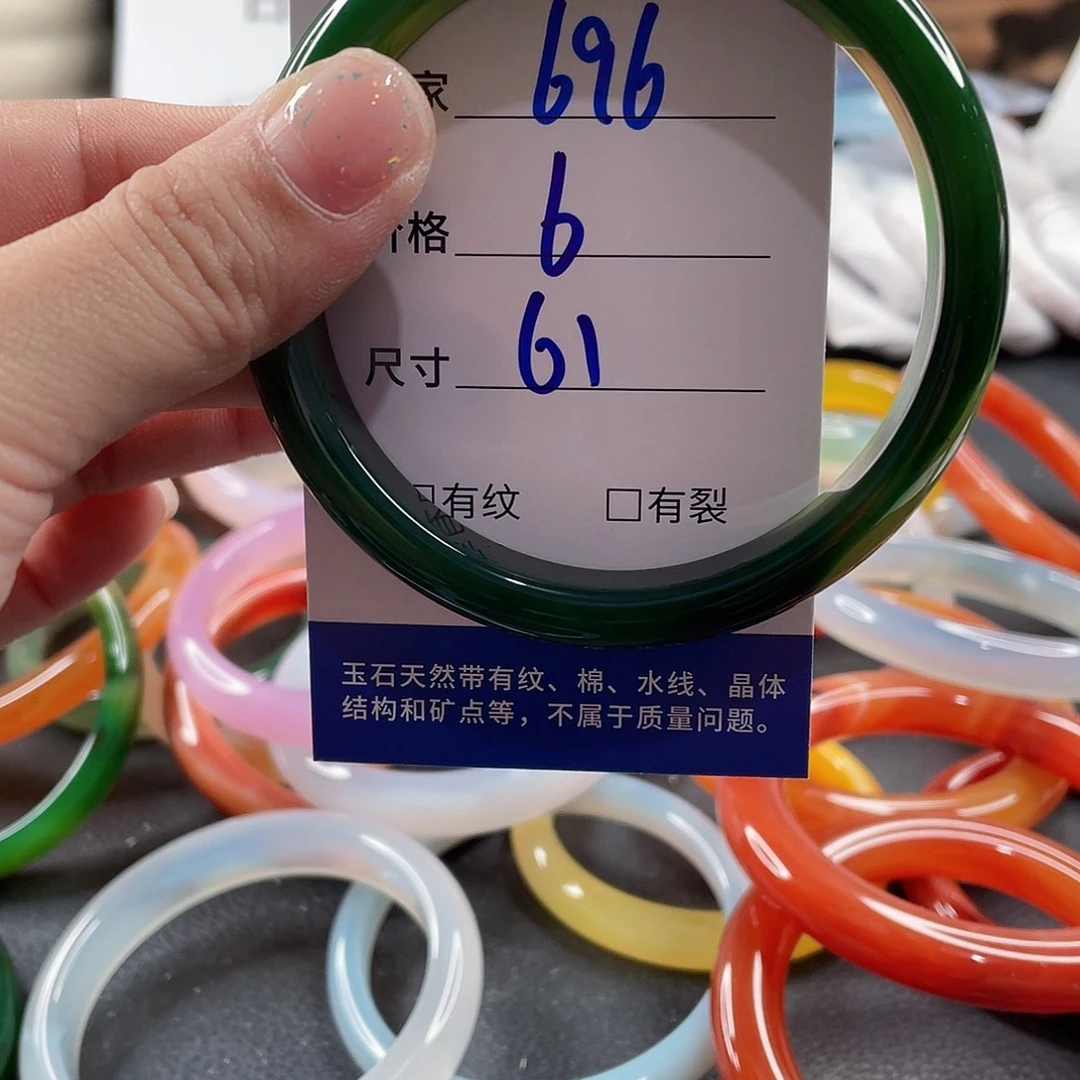 家 696
价格 6
尺寸 61
□有纹 □有裂
玉石天然带有纹、棉、水线、晶体
结构和矿点等，不属于质量问题。